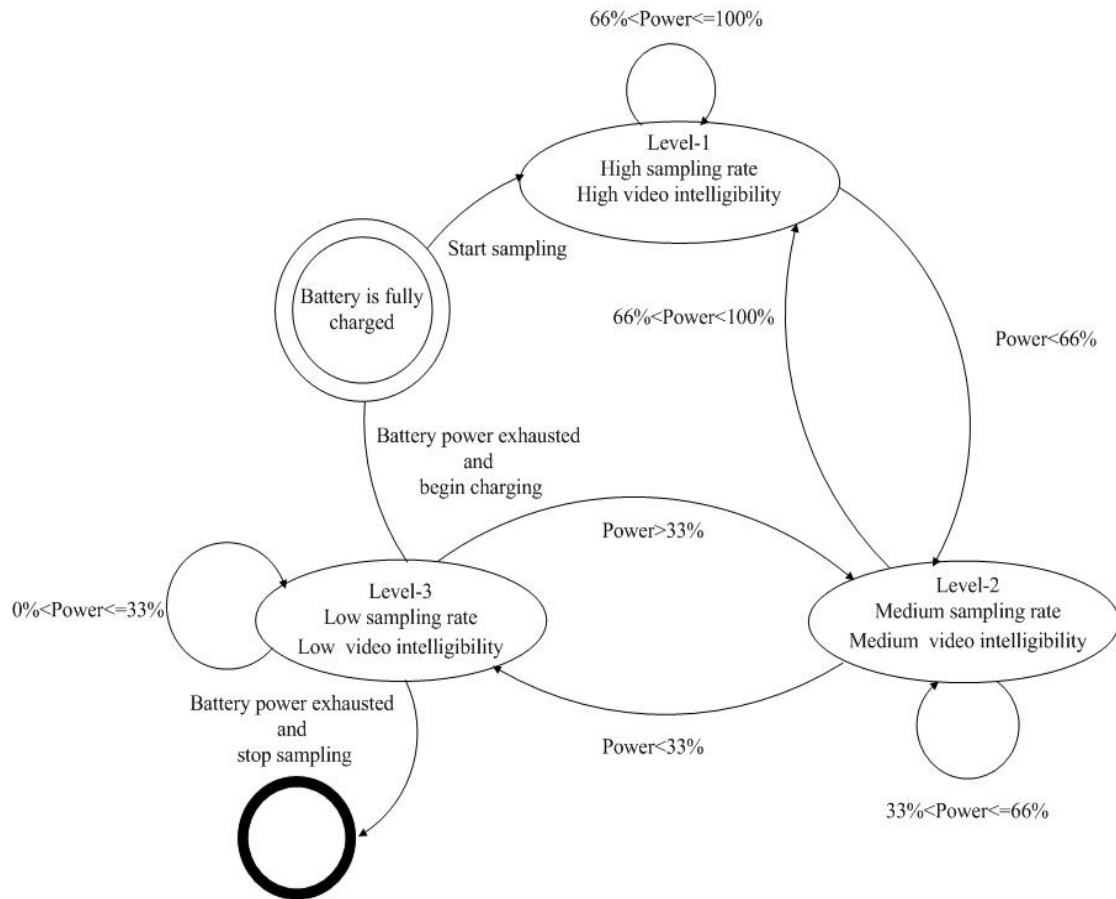 66%<Power<=100%
Level-1
High sampling rate
High video intelligibility
Start sampling
Battery is fully
charged
66%<Power<100%
Power<66%
Battery power exhausted
and
begin charging
Power>33%
Level-3
Low sampling rate
Low video intelligibility
0%<Power<=33%
Level-2
Medium sampling rate
Medium video intelligibility
Battery power exhausted
and
stop sampling
Power<33%
33%<Power<=66%